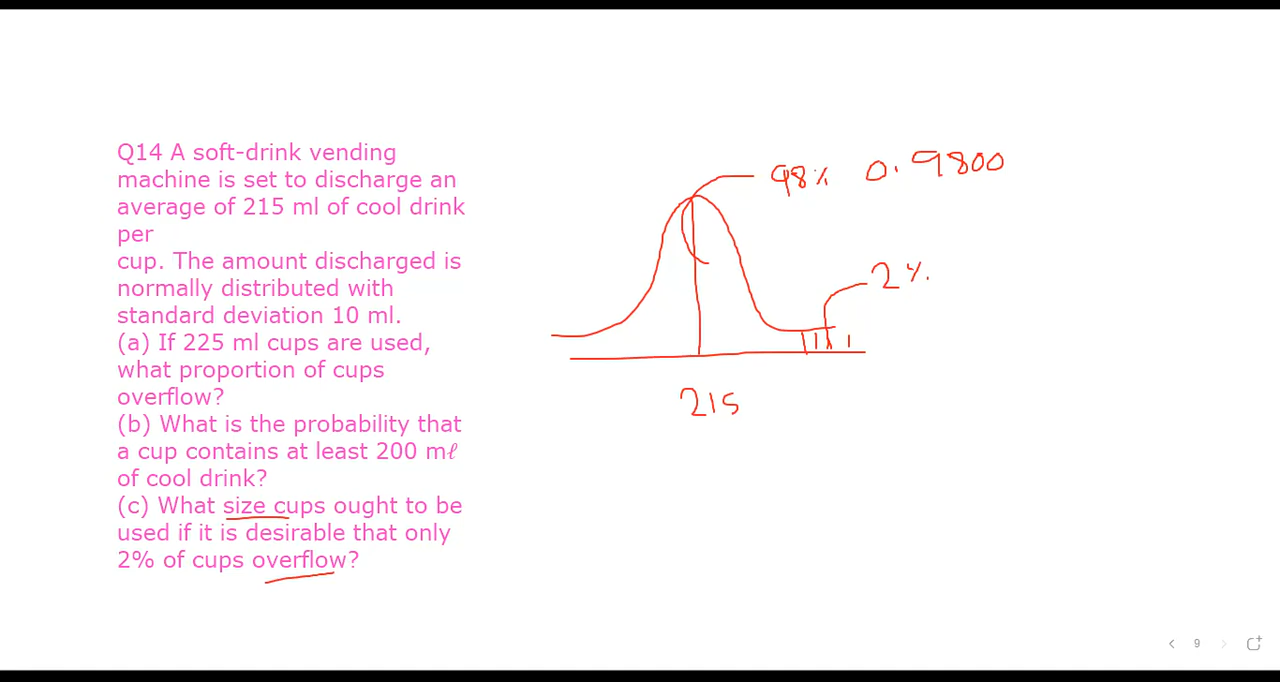 Q14 A soft-drink vending
machine is set to discharge an
average of 215 ml of cool drink
per
cup. The amount discharged is
normally distributed with
standard deviation 10 ml.
(a) If 225 ml cups are used,
what proportion of cups
overflow?
(b) What is the probability that
a cup contains at least 200 mℓ
of cool drink?
(c) What size cups ought to be
used if it is desirable that only
2% of cups overflow?
98% 0.9800
2%
215
9